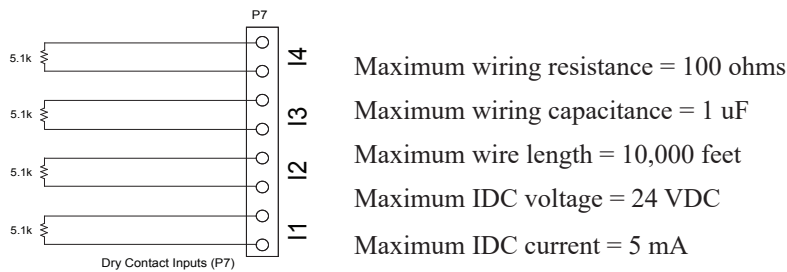 P7
5.1k
I4
5.1k
I3
5.1k
I2
5.1k
I1
Dry Contact Inputs (P7)
Maximum wiring resistance = 100 ohms
Maximum wiring capacitance = 1 uF
Maximum wire length = 10,000 feet
Maximum IDC voltage = 24 VDC
Maximum IDC current = 5 mA